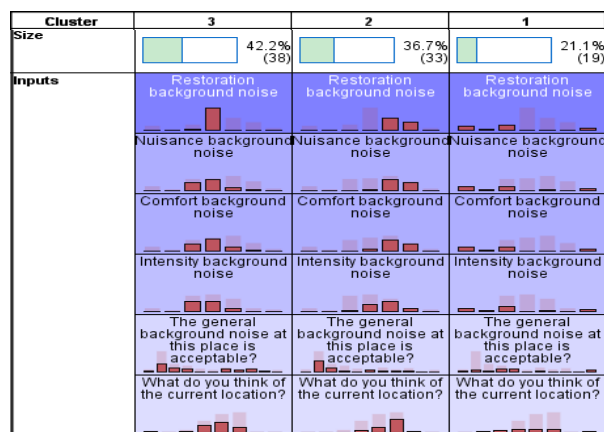 Cluster 3 2 1
Size 42.2% 36.7% 21.1%
(38) (33) (19)
Inputs Restoration Restoration Restoration
background noise background noise background noise
Nuisance background Nuisance background Nuisance background
noise noise noise
Comfort background Comfort background Comfort background
noise noise noise
Intensity background Intensity background Intensity background
noise noise noise
The general The general The general
background noise at background noise at background noise at
this place is this place is this place is
acceptable? acceptable? acceptable?
What do you think of What do you think of What do you think of
the current location? the current location? the current location?